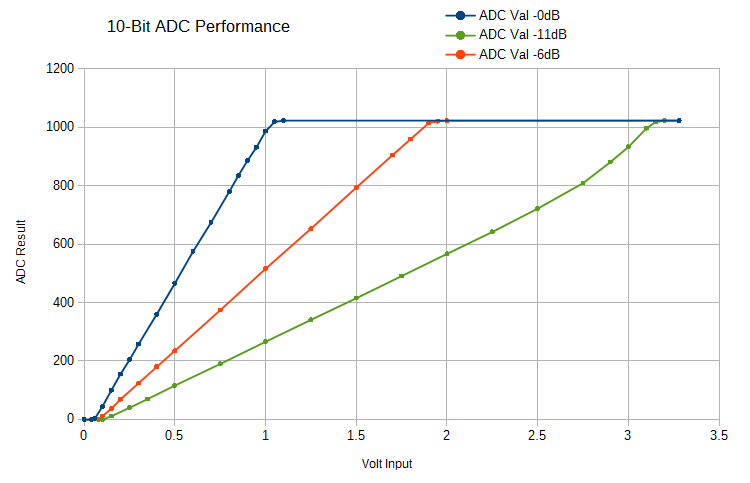 10-Bit ADC Performance
ADC Val -0dB
ADC Val -11dB
ADC Val -6dB
1200
1000
800
600
400
200
0
ADC Result
0 0.5 1 1.5 2 2.5 3 3.5
Volt Input